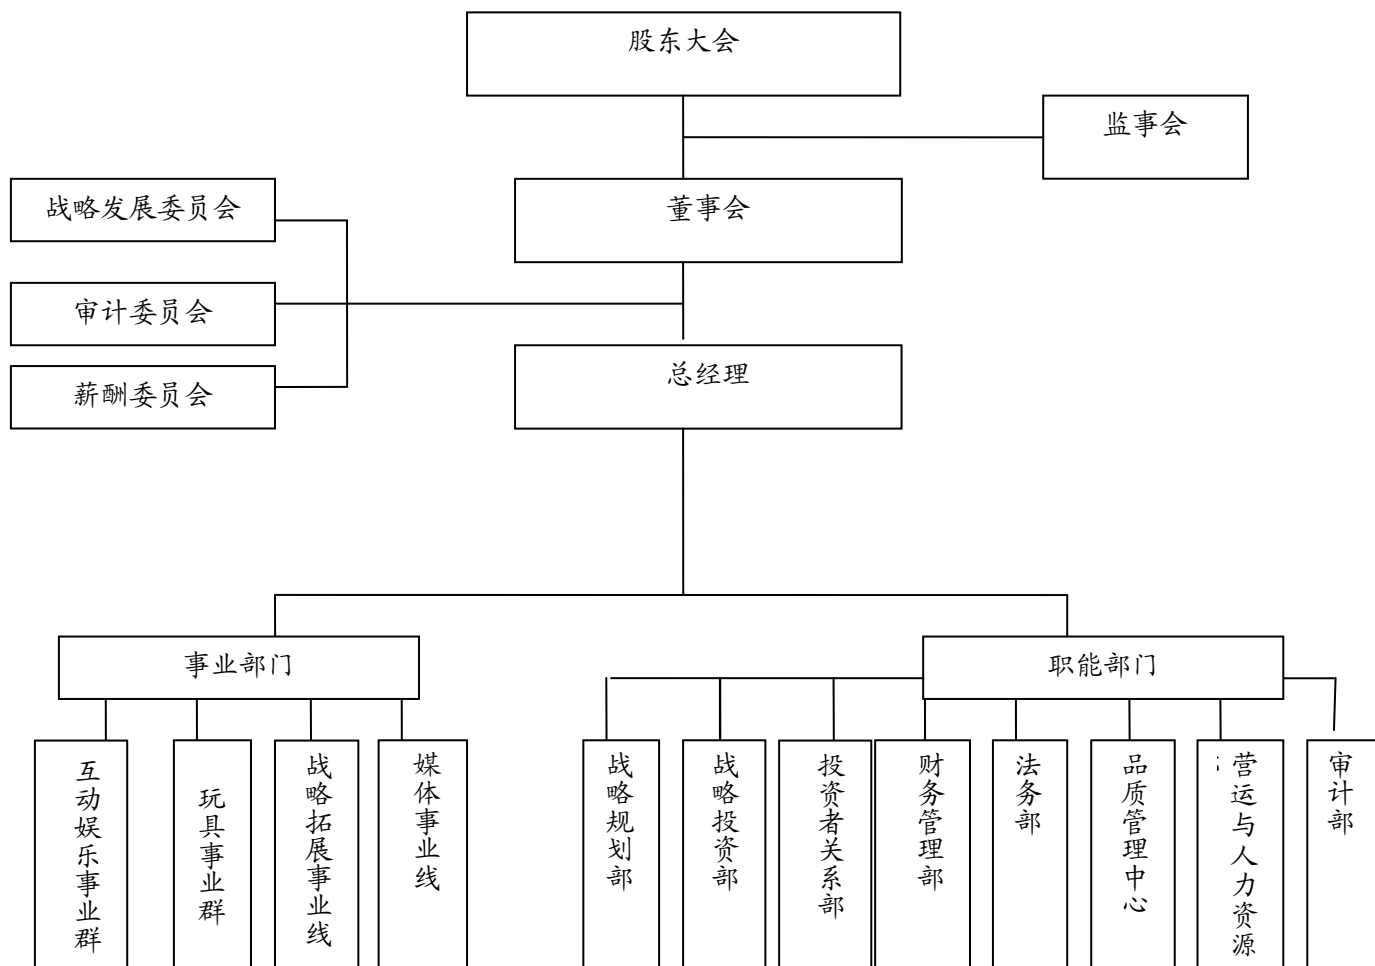 股东大会
监事会
董事会
战略发展委员会
审计委员会
薪酬委员会
总经理
事业部门
职能部门
互动娱乐事业群
玩具事业群
战略拓展事业线
媒体事业线
战略规划部
战略投资部
投资者关系部
财务管理部
法务部
品质管理中心
营运与人力资源
审计部